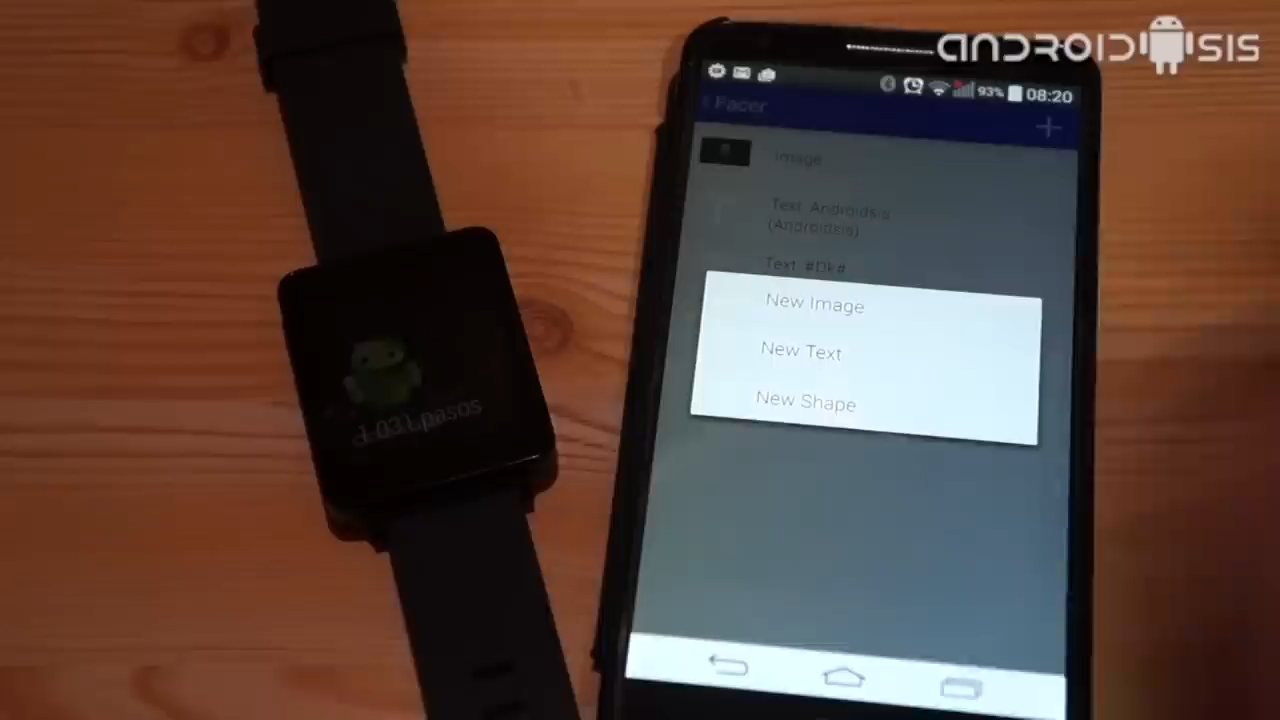 ANDROIDSIS
93% 08:20
Facer
Image
Text: Androidsis
(Androidsis)
Text: #Dk#
New Image
New Text
New Shape
pasos